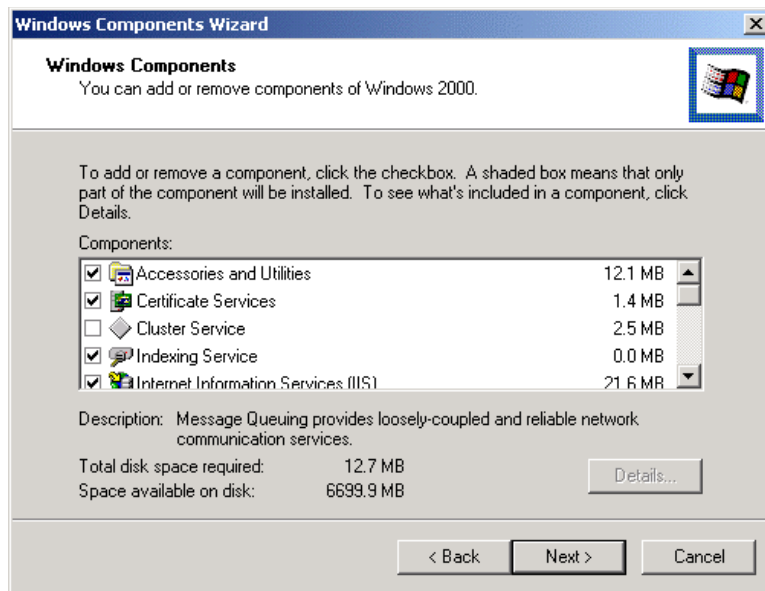 Windows Components Wizard
Windows Components
You can add or remove components of Windows 2000.
To add or remove a component, click the checkbox. A shaded box means that only
part of the component will be installed. To see what's included in a component, click
Details.
Components:
Accessories and Utilities 12.1 MB
Certificate Services 1.4 MB
Cluster Service 2.5 MB
Indexing Service 0.0 MB
Internet Information Services (IIS) 21.6 MB
Description: Message Queuing provides loosely-coupled and reliable network
communication services.
Total disk space required: 12.7 MB
Space available on disk: 6699.9 MB
Details...
< Back Next > Cancel